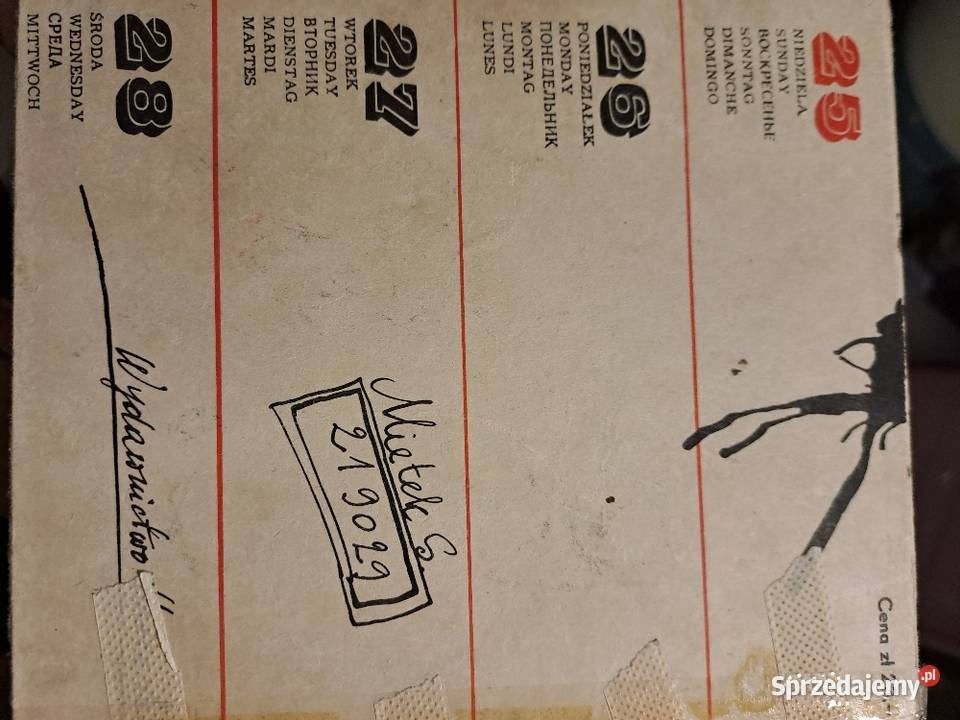 25
NIEDZIELA
SUNDAY
ВОСКРЕСЕНЬЕ
SONNTAG
DIMANCHE
DOMINGO
Cena zł
26
PONIEDZIAŁEK
MONDAY
ПОНЕДЕЛЬНИК
MONTAG
LUNDI
LUNES
27
WTOREK
TUESDAY
ВТОРНИК
DIENSTAG
MARDI
MARTES
Mietek S.
219029
28
ŚRODA
WEDNESDAY
СРЕДА
MITTWOCH
Wydawnictwo "
Sprzedajemy.pl